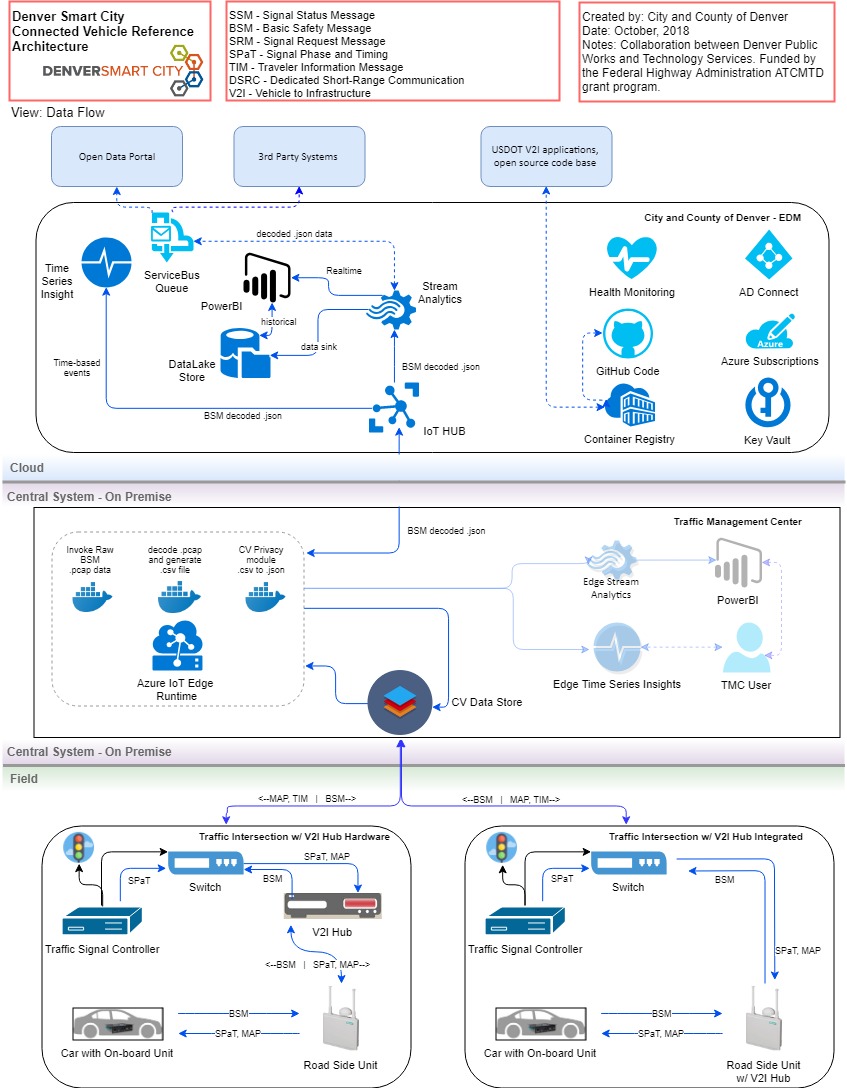 Denver Smart City
Connected Vehicle Reference
Architecture
DENVERSMART CITY
SSM - Signal Status Message
BSM - Basic Safety Message
SRM - Signal Request Message
SPaT - Signal Phase and Timing
TIM - Traveler Information Message
DSRC - Dedicated Short-Range Communication
V2I - Vehicle to Infrastructure
Created by: City and County of Denver
Date: October, 2018
Notes: Collaboration between Denver Public
Works and Technology Services. Funded by
the Federal Highway Administration ATCMTD
grant program.
View: Data Flow
Open Data Portal
3rd Party Systems
USDOT V2I applications,
open source code base
City and County of Denver - EDM
Time
Series
Insight
ServiceBus
Queue
decoded .json data
PowerBI
Realtime
Stream
Analytics
historical
DataLake
Store
data sink
Time-based
events
BSM decoded .json
BSM decoded .json
IoT HUB
Health Monitoring
AD Connect
GitHub Code
Azure
Azure Subscriptions
Container Registry
Key Vault
Cloud
Central System - On Premise
BSM decoded .json
Traffic Management Center
Invoke Raw
BSM
.pcap data
decode .pcap
and generate
.csv file
CV Privacy
module
.csv to .json
Azure IoT Edge
Runtime
Edge Stream
Analytics
PowerBI
Edge Time Series Insights
TMC User
CV Data Store
Central System - On Premise
Field
<--MAP, TIM | BSM-->
<--BSM | MAP, TIM-->
Traffic Intersection w/ V2I Hub Hardware
SPaT
Switch
SPaT, MAP
BSM
V2I Hub
Traffic Signal Controller
<--BSM | SPaT, MAP-->
BSM
SPaT, MAP
Car with On-board Unit
Road Side Unit
Traffic Intersection w/ V2I Hub Integrated
SPaT
Switch
BSM
Traffic Signal Controller
SPaT, MAP
BSM
SPaT, MAP
Car with On-board Unit
Road Side Unit
w/ V2I Hub